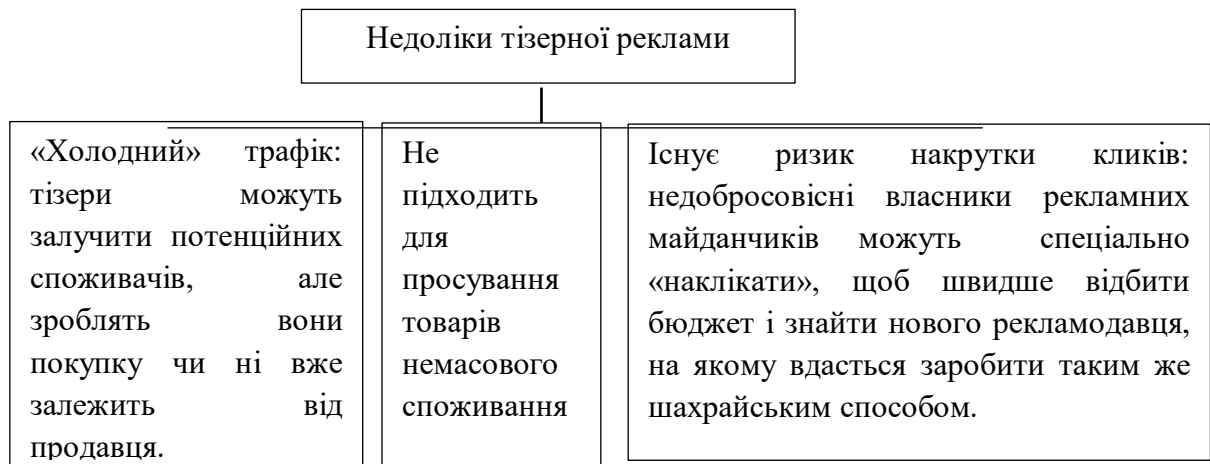 Недоліки тізерної реклами
«Холодний» трафік:
тізери можуть
залучити потенційних
споживачів, але
зроблять вони
покупку чи ні вже
залежить від
продавця.
Не
підходить
для
просування
товарів
немасового
споживання
Існує ризик накрутки кликів:
недобросовісні власники рекламних
майданчиків можуть спеціально
«наклікати», щоб швидше відбити
бюджет і знайти нового рекламодавця,
на якому вдасться заробити таким же
шахрайським способом.